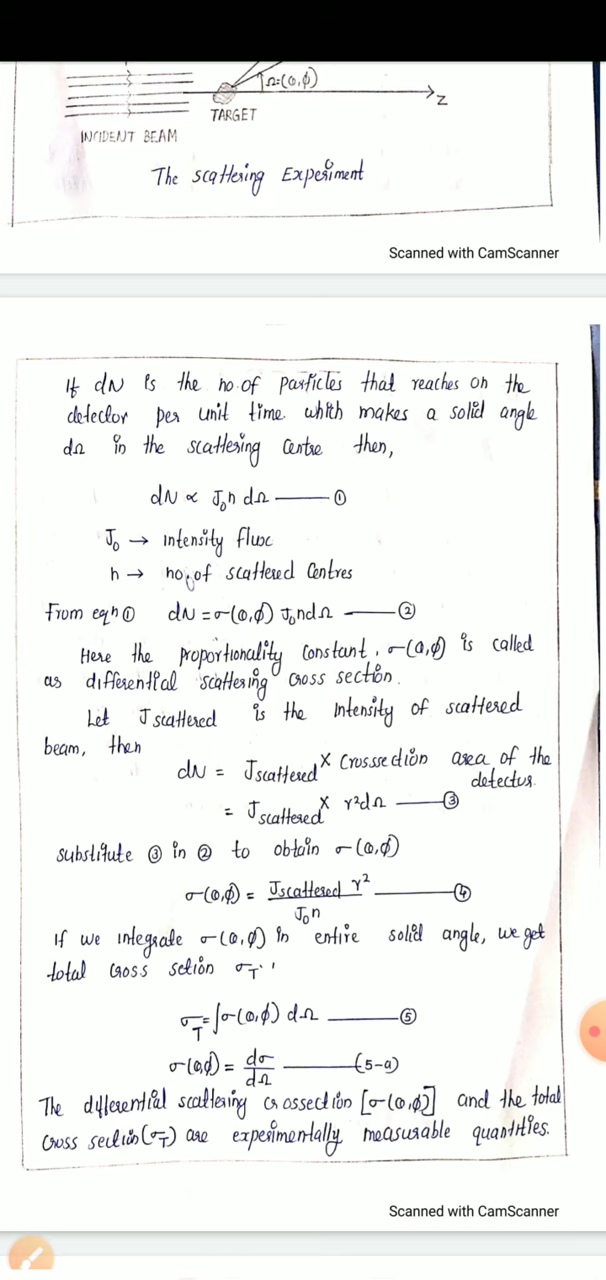 Ω=(θ,φ)
Z
TARGET
INCIDENT BEAM
The Scattering Experiment
Scanned with CamScanner
If dN is the no.of particles that reaches on the
detector per unit time which makes a solid angle
dΩ in the scattering centre then,
dN ∝ J₀n dΩ ——— ①
J₀ → intensity flux
n → no. of scattered centres
From eqn ① dN = σ(θ,φ) J₀ndΩ ——— ②
Here the proportionality constant, σ(θ,φ) is called
as differential scattering cross section.
Let Jscattered is the intensity of scattered
beam, then
dN = Jscattered × Crosssection area of the
detector.
= Jscattered × r²dΩ ——— ③
Substitute ③ in ② to obtain σ(θ,φ)
σ(θ,φ) = Jscattered r² / J₀n ——— ④
If we integrate σ(θ,φ) in entire solid angle, we get
total cross section σT.
σT = ∫σ(θ,φ) dΩ ——— ⑤
σ(θ,φ) = dσ/dΩ ——— (5-a)
The differential scattering crossection [σ(θ,φ)] and the total
cross section (σT) are experimentally measurable quantities.
Scanned with CamScanner